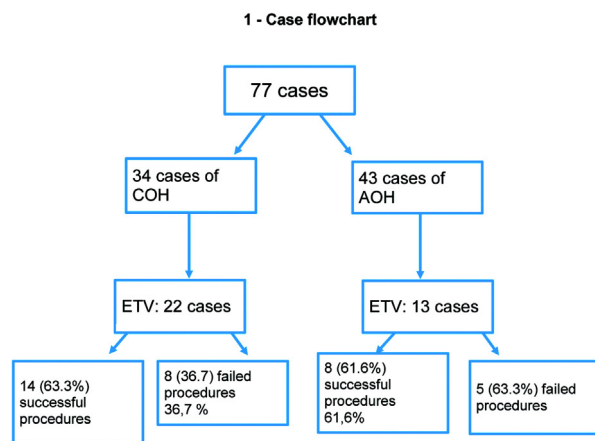 1 - Case flowchart
77 cases
34 cases of
COH
43 cases of
AOH
ETV: 22 cases
ETV: 13 cases
14 (63.3%)
successful
procedures
8 (36.7) failed
procedures
36,7 %
8 (61.6%)
successful
procedures
61,6%
5 (63.3%) failed
procedures